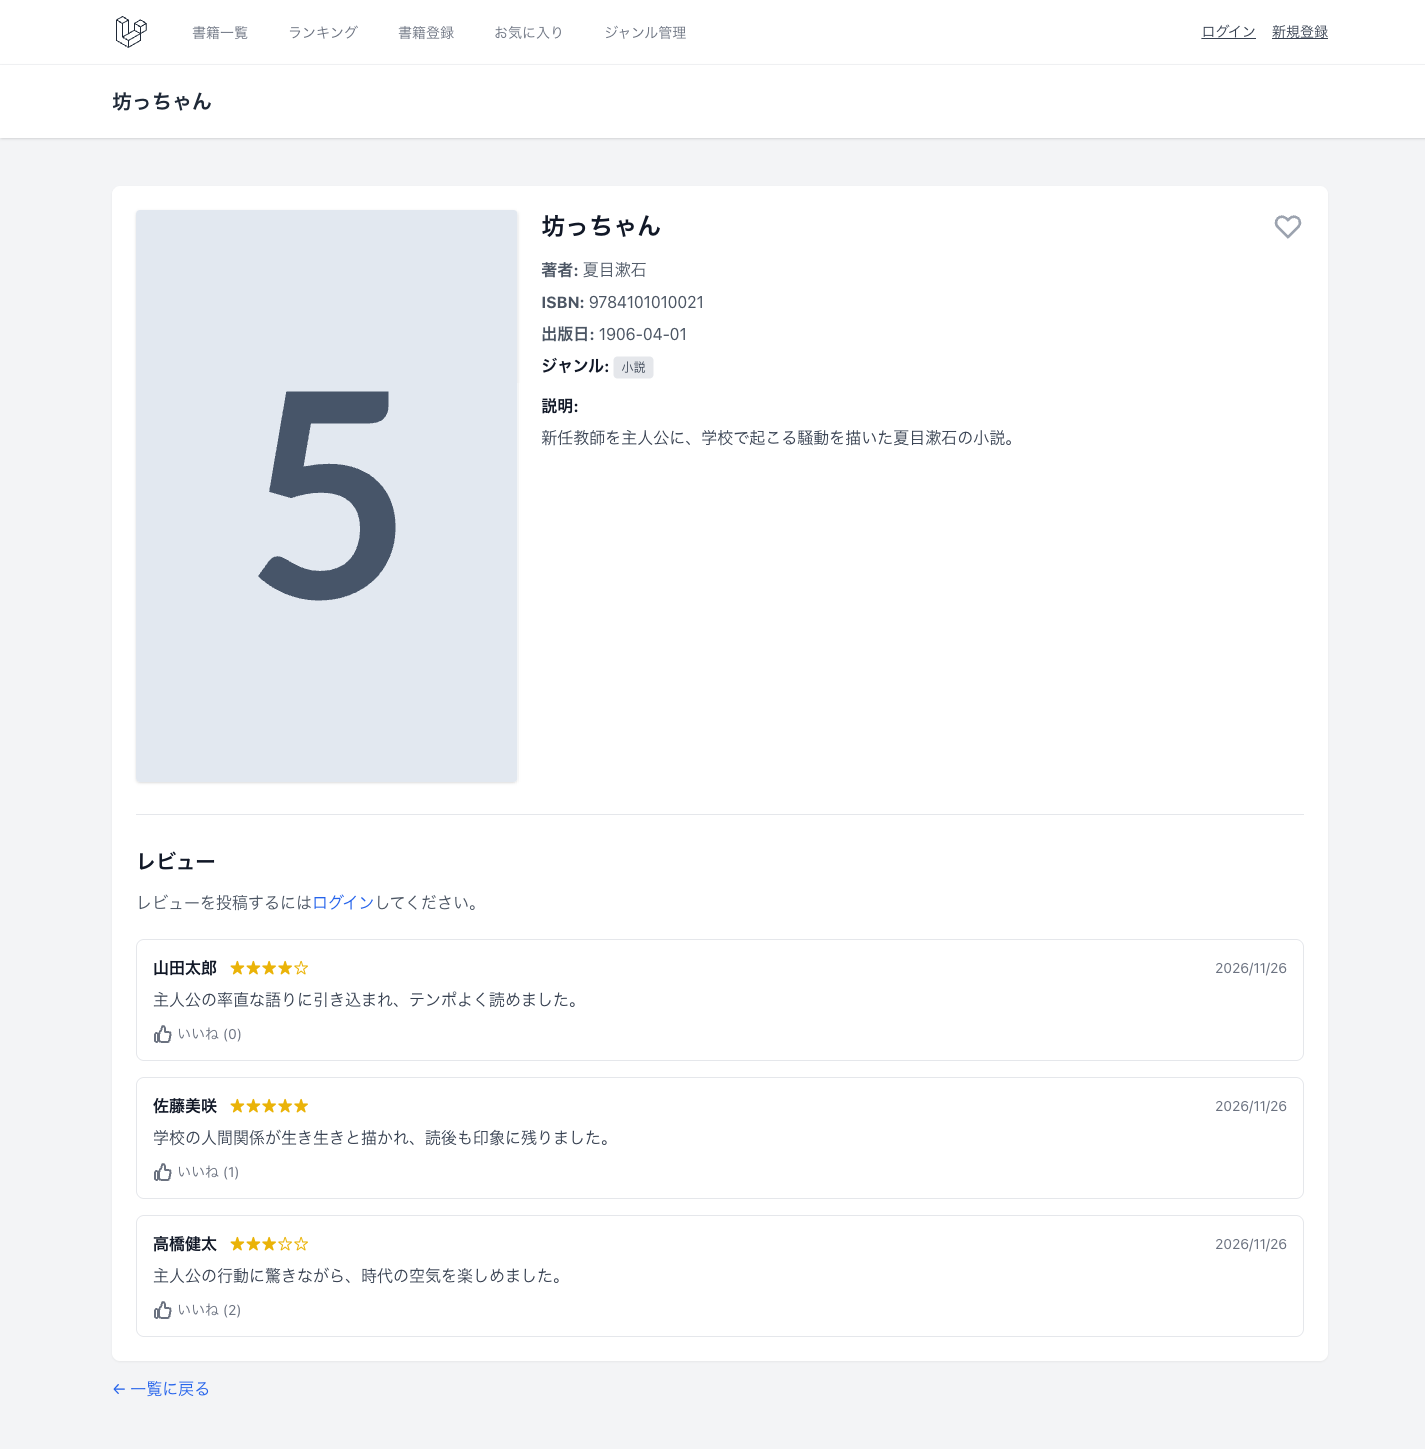 書籍一覧 ランキング 書籍登録 お気に入り ジャンル管理 ログイン 新規登録
坊っちゃん
5
坊っちゃん
著者: 夏目漱石
ISBN: 9784101010021
出版日: 1906-04-01
ジャンル: 小説
説明:
新任教師を主人公に、学校で起こる騒動を描いた夏目漱石の小説。
レビュー
レビューを投稿するにはログインしてください。
山田太郎 ★★★★☆ 2026/11/26
主人公の率直な語りに引き込まれ、テンポよく読めました。
いいね (0)
佐藤美咲 ★★★★★ 2026/11/26
学校の人間関係が生き生きと描かれ、読後も印象に残りました。
いいね (1)
高橋健太 ★★★☆☆ 2026/11/26
主人公の行動に驚きながら、時代の空気を楽しめました。
いいね (2)
← 一覧に戻る